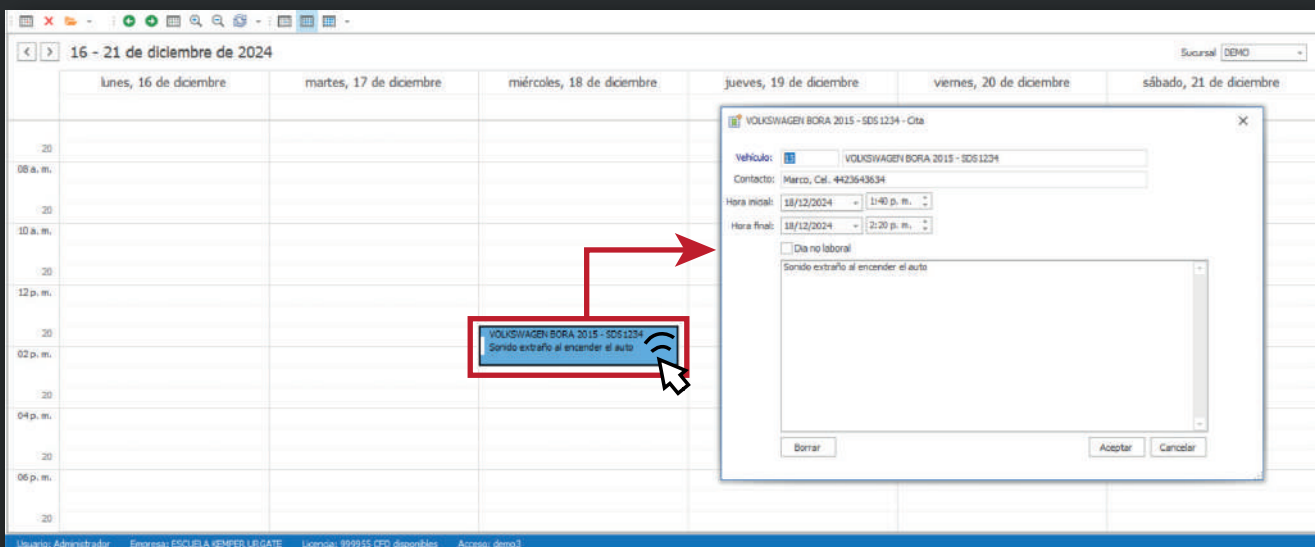 16 - 21 de diciembre de 2024
Sucursal DEMO
lunes, 16 de diciembre
martes, 17 de diciembre
miércoles, 18 de diciembre
jueves, 19 de diciembre
viernes, 20 de diciembre
sábado, 21 de diciembre
VOLKSWAGEN BORA 2015 - SDS1234 - Cita
Vehículo: 13 VOLKSWAGEN BORA 2015 - SDS1234
Contacto: Marco, Cel. 4423643634
Hora inicial: 18/12/2024 1:40 p. m.
Hora final: 18/12/2024 2:20 p. m.
Dia no laboral
Sonido extraño al encender el auto
Borrar
Aceptar
Cancelar
20
08 a. m.
20
10 a. m.
20
12 p. m.
20
02 p. m.
20
04 p. m.
20
06 p. m.
20
VOLKSWAGEN BORA 2015 - SDS1234
Sonido extraño al encender el auto
Usuario: Administrador Empresa: ESCUELA KEMPER URGATE Licencia: 999955 CFD disponibles Acceso: demo3